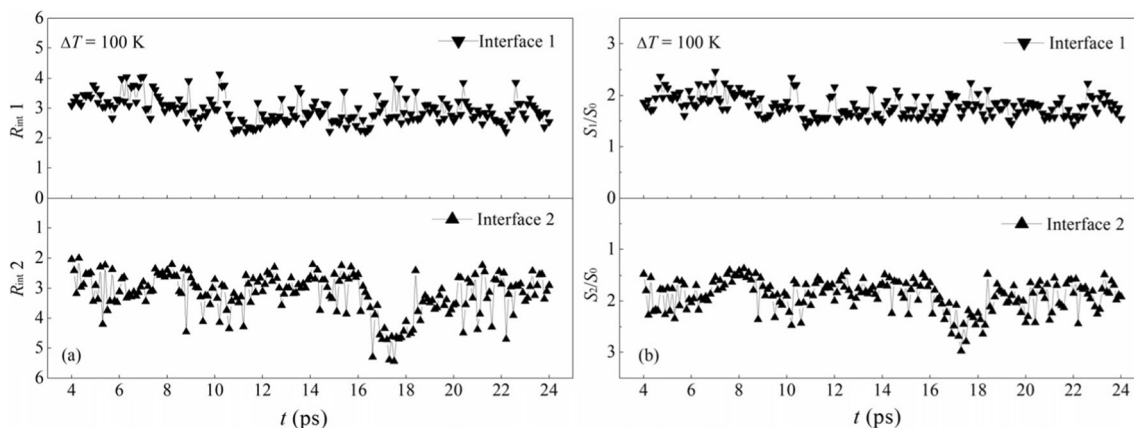 6
ΔT = 100 K
Interface 1
5
4
R_int 1
3
2
1
0
Interface 2
1
2
R_int 2
3
4
5
(a)
6
4 6 8 10 12 14 16 18 20 22 24
t (ps)
ΔT = 100 K
Interface 1
3
2
S₁/S₀
1
0
Interface 2
1
S₂/S₀
2
(b)
3
4 6 8 10 12 14 16 18 20 22 24
t (ps)